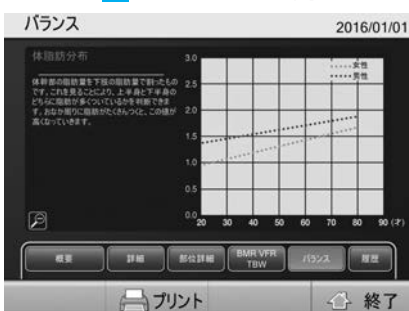 バランス
2016/01/01
体脂肪分布
体幹部の脂肪量を下肢の脂肪量で割ったもの
です。これを見ることにより、上半身と下半身の
どちらに脂肪が多くついているかを判断できま
す。おなか周りに脂肪がたくさんつくと、この値が
高くなっていきます。
3.0
2.5
2.0
1.5
1.0
0.5
0.0
女性
男性
20 30 40 50 60 70 80 90 (才)
概要
詳細
部位詳細
BMR VFR
TBW
バランス
履歴
プリント
終了